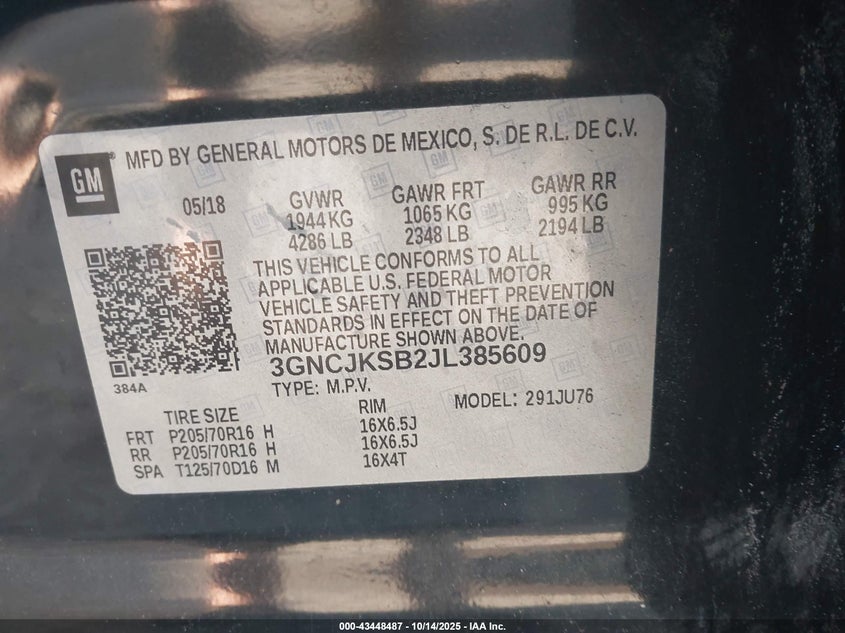 GM
MFD BY GENERAL MOTORS DE MEXICO, S. DE R.L. DE C.V.
05/18 GVWR GAWR FRT GAWR RR
1944 KG 1065 KG 995 KG
4286 LB 2348 LB 2194 LB
THIS VEHICLE CONFORMS TO ALL
APPLICABLE U.S. FEDERAL MOTOR
VEHICLE SAFETY AND THEFT PREVENTION
STANDARDS IN EFFECT ON THE DATE OF
MANUFACTURE SHOWN ABOVE.
3GNCJKSB2JL385609
384A
TYPE: M.P.V. MODEL: 291JU76
TIRE SIZE RIM
FRT P205/70R16 H 16X6.5J
RR P205/70R16 H 16X6.5J
SPA T125/70D16 M 16X4T
000-43448487 - 10/14/2025 - IAA Inc.